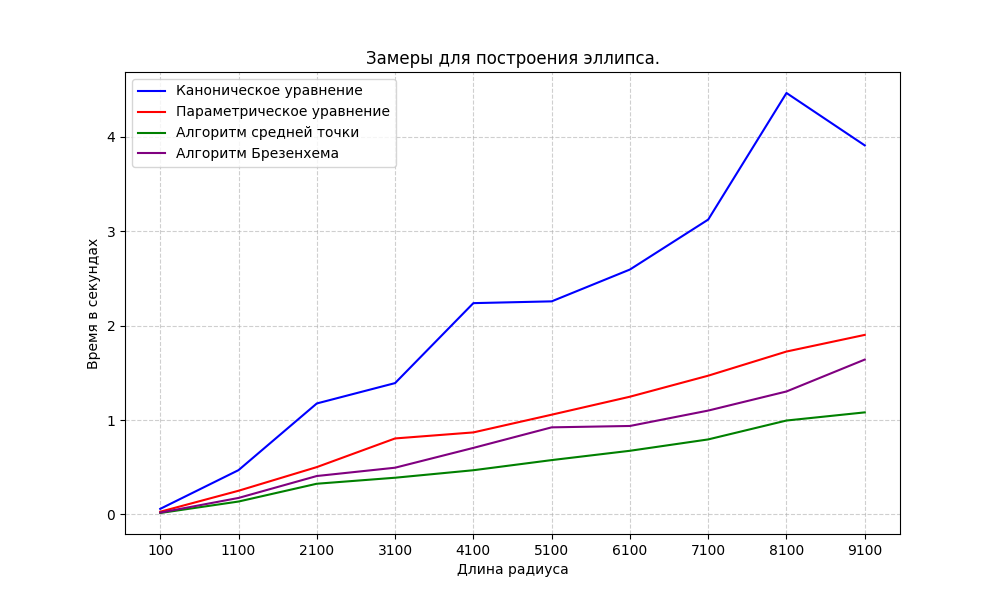 Замеры для построения эллипса.
Каноническое уравнение
Параметрическое уравнение
Алгоритм средней точки
Алгоритм Брезенхема
Время в секундах
4
3
2
1
0
100 1100 2100 3100 4100 5100 6100 7100 8100 9100
Длина радиуса